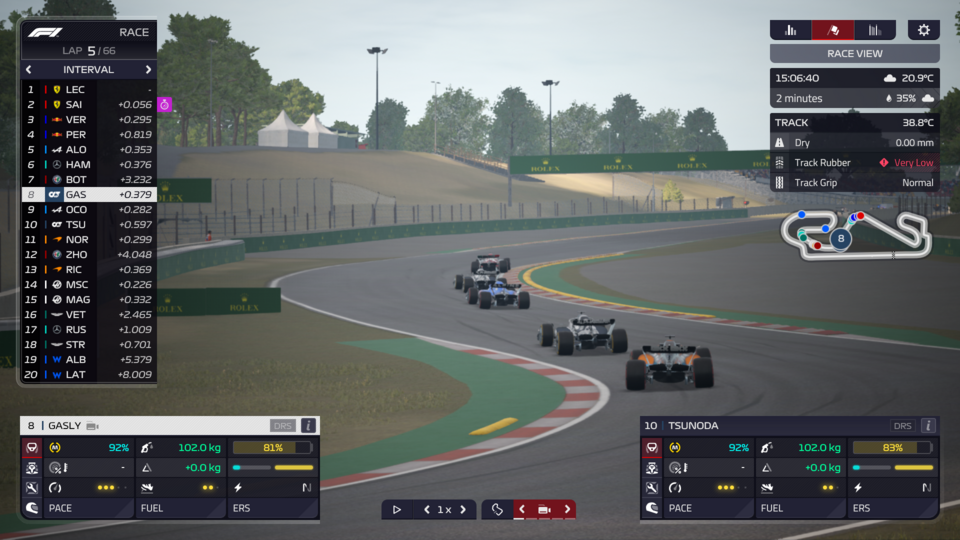 F1 RACE
LAP 5/66
INTERVAL
1 LEC -
2 SAI +0.056
3 VER +0.295
4 PER +0.819
5 ALO +0.353
6 HAM +0.376
7 BOT +3.232
8 GAS +0.379
9 OCO +0.282
10 TSU +0.597
11 NOR +0.299
12 ZHO +4.048
13 RIC +0.369
14 MSC +0.226
15 MAG +0.332
16 VET +2.465
17 RUS +1.009
18 STR +0.701
19 ALB +5.379
20 LAT +8.009
RACE VIEW
15:06:40 20.9°C
2 minutes 35%
TRACK 38.8°C
Dry 0.00 mm
Track Rubber Very Low
Track Grip Normal
8
ROLEX ROLEX ROLEX ROLEX
ROLEX
ROLEX ROLEX
8 GASLY DRS i
M 92% 102.0 kg 81%
- +0.0 kg
N
PACE FUEL ERS
1x
10 TSUNODA DRS i
M 92% 102.0 kg 83%
- +0.0 kg
N
PACE FUEL ERS